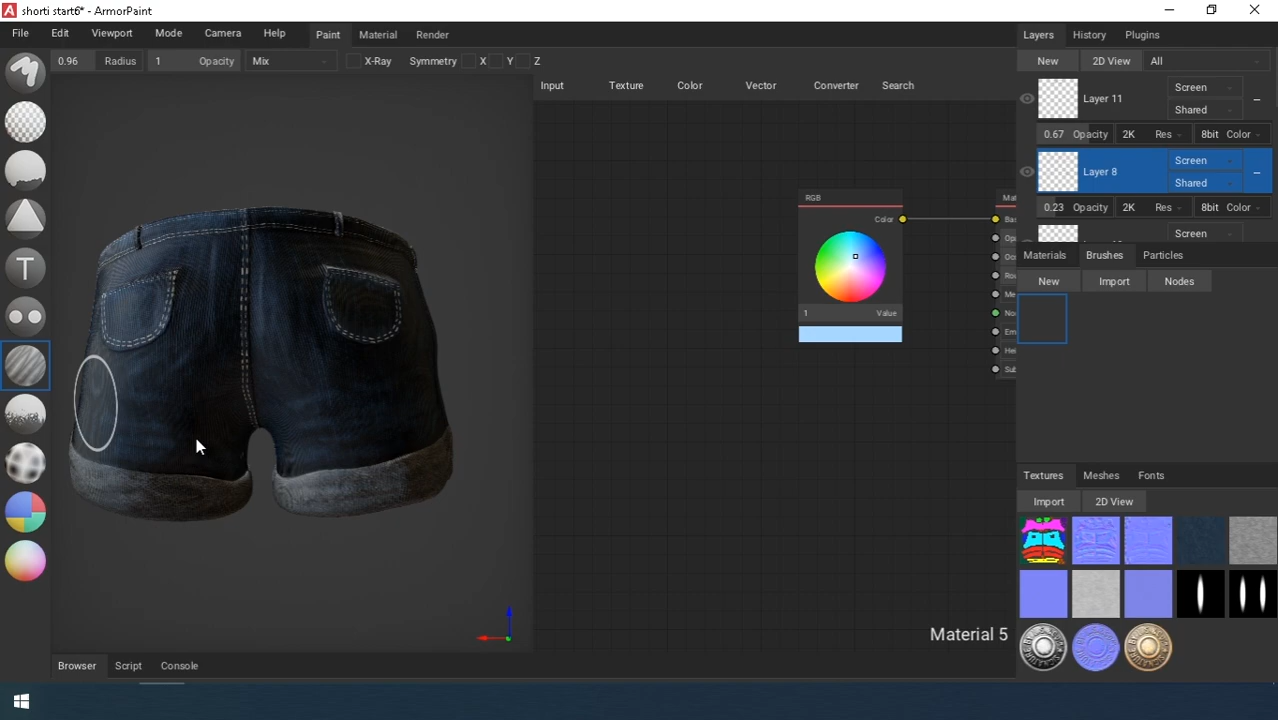 shorti start6* - ArmorPaint
File Edit Viewport Mode Camera Help Paint Material Render
Layers History Plugins
0.96 Radius 1 Opacity Mix X-Ray Symmetry X Y Z
New 2D View All
Input Texture Color Vector Converter Search
Layer 11 Screen
Shared
0.67 Opacity 2K Res 8bit Color
Layer 8 Screen
Shared
0.23 Opacity 2K Res 8bit Color
Screen
RGB
Color
1 Value
Materials Brushes Particles
New Import Nodes
Textures Meshes Fonts
Import 2D View
Material 5
T
Browser Script Console